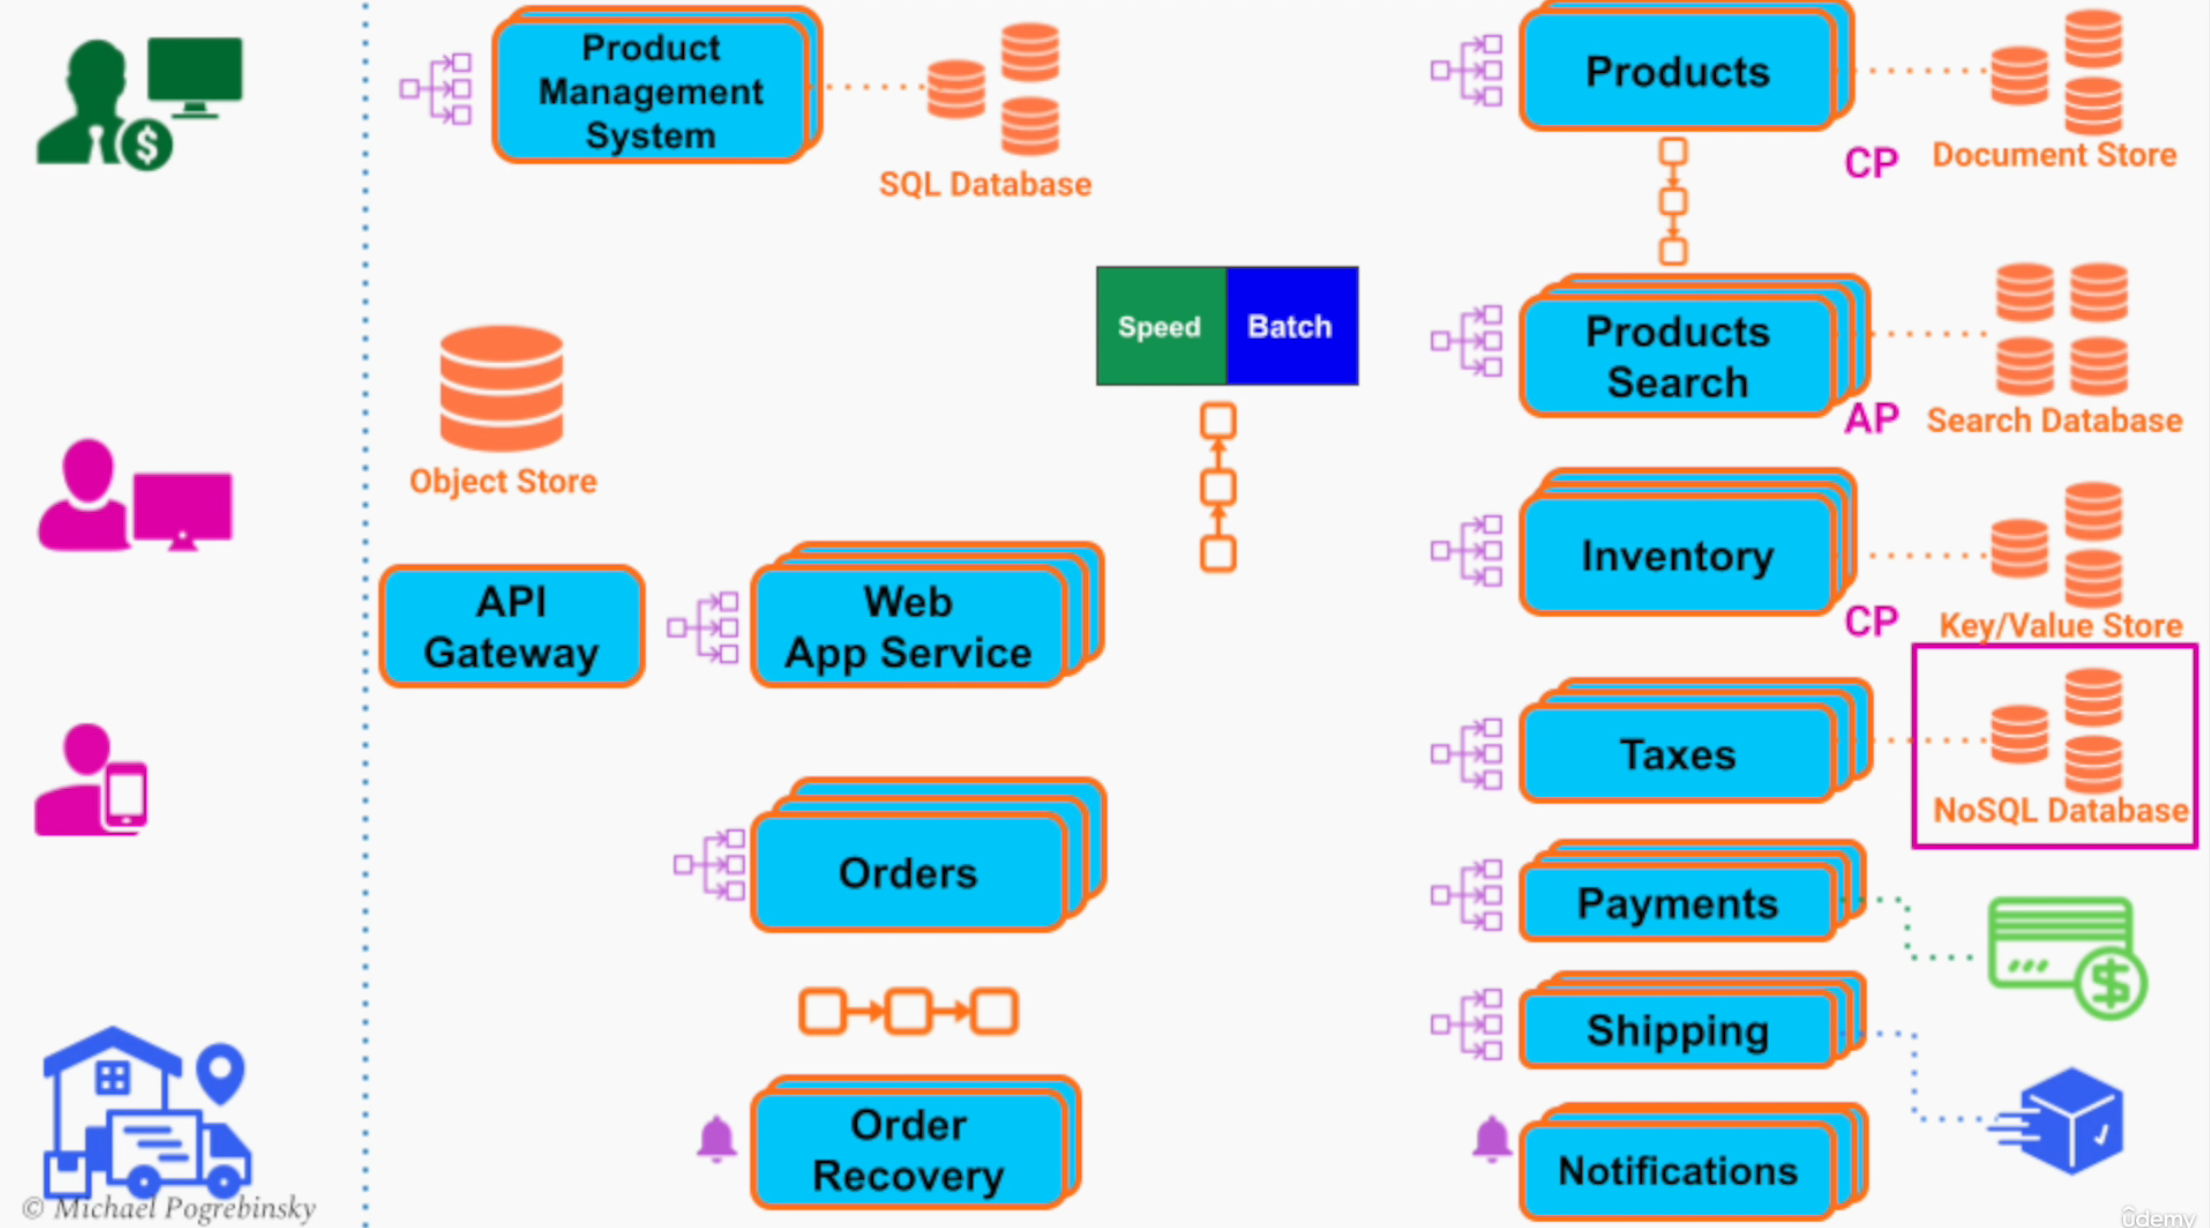 Product
Management
System
SQL Database
Products
CP
Document Store
Speed
Batch
Products
Search
AP
Search Database
Object Store
Inventory
CP
Key/Value Store
API
Gateway
Web
App Service
Taxes
NoSQL Database
Orders
Payments
$
Shipping
Order
Recovery
Notifications
$
© Michael Pogrebinsky
ûdemy